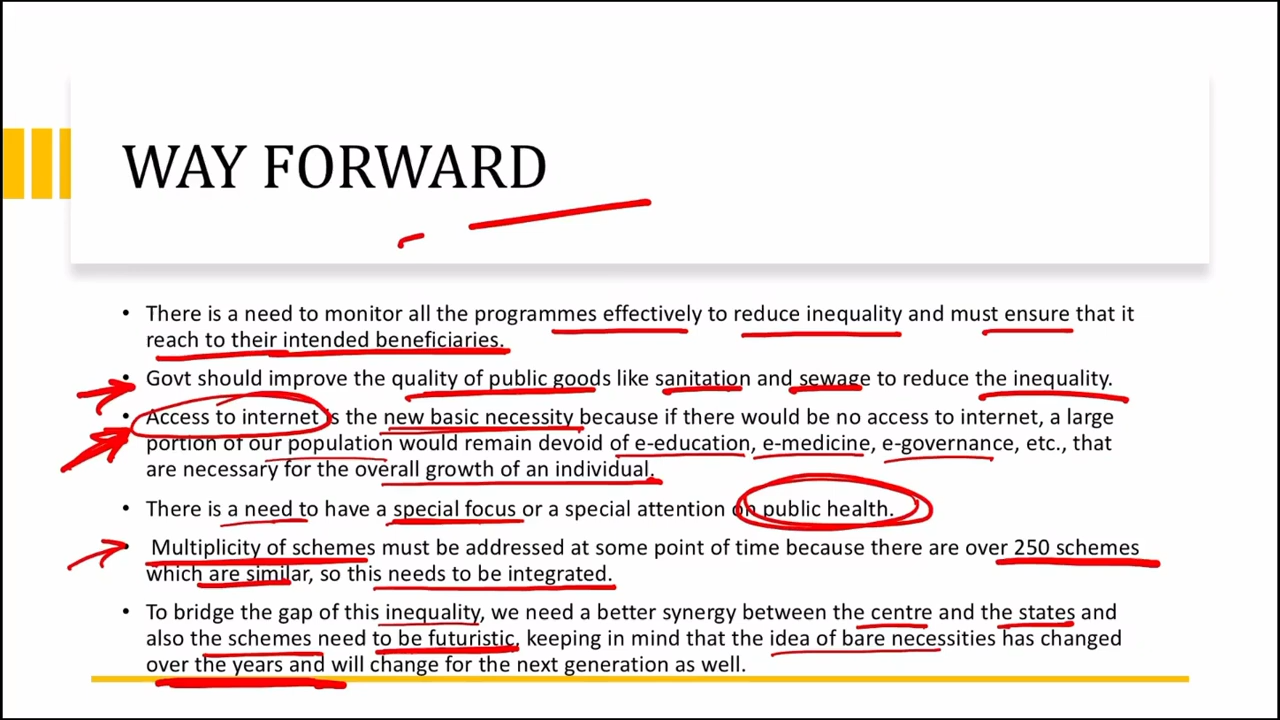 WAY FORWARD
• There is a need to monitor all the programmes effectively to reduce inequality and must ensure that it
reach to their intended beneficiaries.
• Govt should improve the quality of public goods like sanitation and sewage to reduce the inequality.
• Access to internet is the new basic necessity because if there would be no access to internet, a large
portion of our population would remain devoid of e-education, e-medicine, e-governance, etc., that
are necessary for the overall growth of an individual.
• There is a need to have a special focus or a special attention on public health.
• Multiplicity of schemes must be addressed at some point of time because there are over 250 schemes
which are similar, so this needs to be integrated.
• To bridge the gap of this inequality, we need a better synergy between the centre and the states and
also the schemes need to be futuristic, keeping in mind that the idea of bare necessities has changed
over the years and will change for the next generation as well.